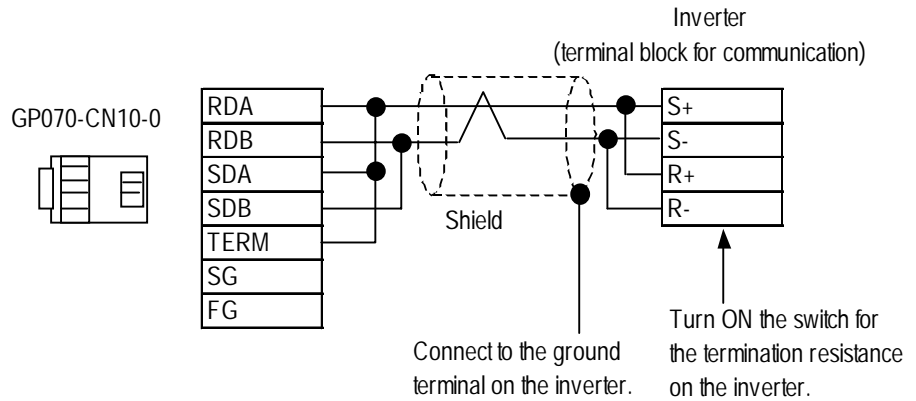 Inverter
(terminal block for communication)
GP070-CN10-0
RDA
RDB
SDA
SDB
TERM
SG
FG
S+
S-
R+
R-
Shield
Connect to the ground
terminal on the inverter.
Turn ON the switch for
the termination resistance
on the inverter.